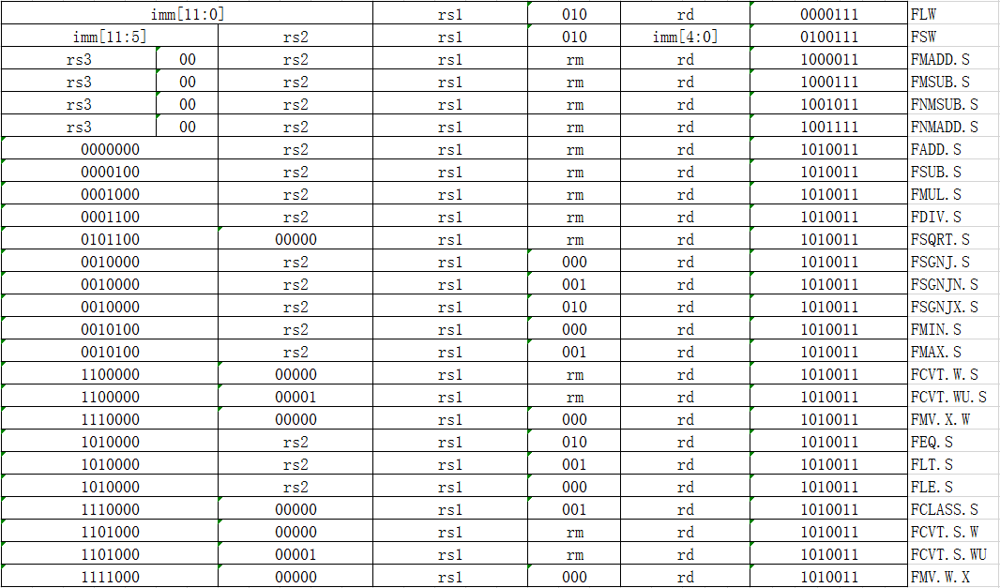 imm[11:0] rs1 010 rd 0000111 FLW
imm[11:5] rs2 rs1 010 imm[4:0] 0100111 FSW
rs3 00 rs2 rs1 rm rd 1000011 FMADD.S
rs3 00 rs2 rs1 rm rd 1000111 FMSUB.S
rs3 00 rs2 rs1 rm rd 1001011 FNMSUB.S
rs3 00 rs2 rs1 rm rd 1001111 FNMADD.S
0000000 rs2 rs1 rm rd 1010011 FADD.S
0000100 rs2 rs1 rm rd 1010011 FSUB.S
0001000 rs2 rs1 rm rd 1010011 FMUL.S
0001100 rs2 rs1 rm rd 1010011 FDIV.S
0101100 00000 rs1 rm rd 1010011 FSQRT.S
0010000 rs2 rs1 000 rd 1010011 FSGNJ.S
0010000 rs2 rs1 001 rd 1010011 FSGNJN.S
0010000 rs2 rs1 010 rd 1010011 FSGNJX.S
0010100 rs2 rs1 000 rd 1010011 FMIN.S
0010100 rs2 rs1 001 rd 1010011 FMAX.S
1100000 00000 rs1 rm rd 1010011 FCVT.W.S
1100000 00001 rs1 rm rd 1010011 FCVT.WU.S
1110000 00000 rs1 000 rd 1010011 FMV.X.W
1010000 rs2 rs1 010 rd 1010011 FEQ.S
1010000 rs2 rs1 001 rd 1010011 FLT.S
1010000 rs2 rs1 000 rd 1010011 FLE.S
1110000 00000 rs1 001 rd 1010011 FCLASS.S
1101000 00000 rs1 rm rd 1010011 FCVT.S.W
1101000 00001 rs1 rm rd 1010011 FCVT.S.WU
1111000 00000 rs1 000 rd 1010011 FMV.W.X